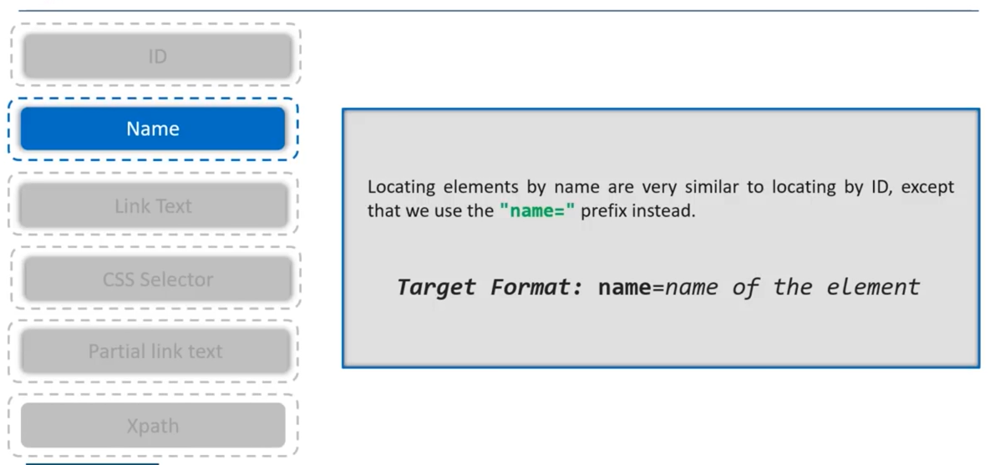 ID
Name
Link Text
CSS Selector
Partial link text
Xpath
Locating elements by name are very similar to locating by ID, except
that we use the "name=" prefix instead.
Target Format: name=name of the element